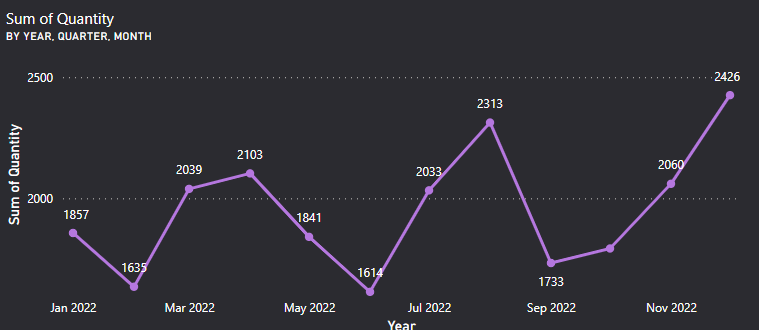 Sum of Quantity
BY YEAR, QUARTER, MONTH
2500
2000
Sum of Quantity
1857
1635
2039
2103
1841
1614
2033
2313
1733
2060
2426
Jan 2022
Mar 2022
May 2022
Jul 2022
Sep 2022
Nov 2022
Year